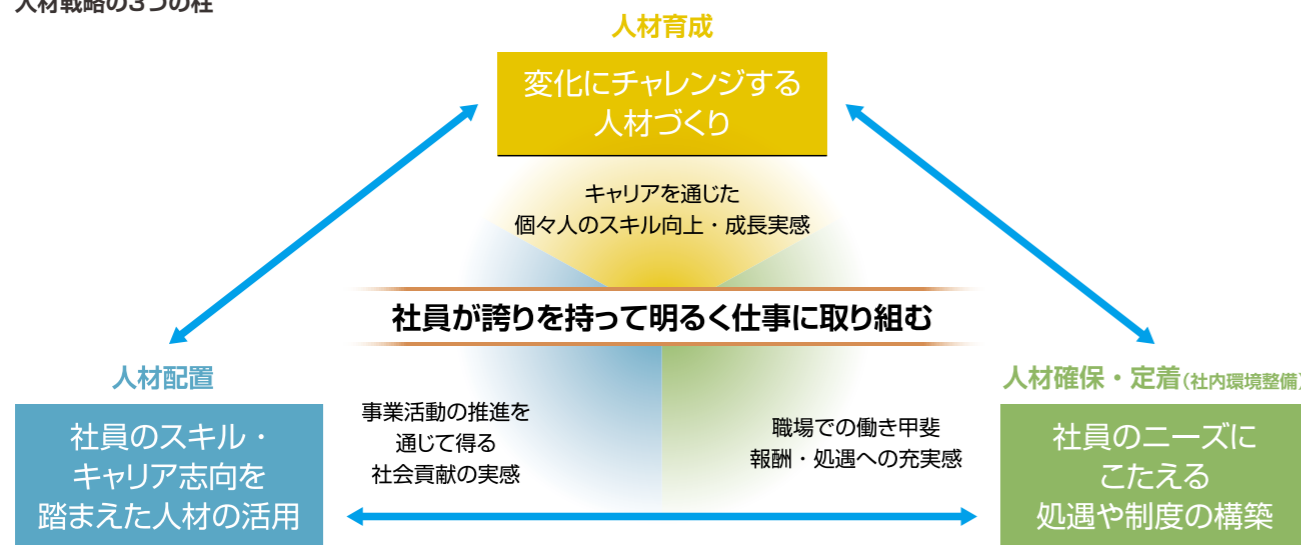 人材戦略の3つの柱
人材育成
変化にチャレンジする
人材づくり
キャリアを通じた
個々人のスキル向上・成長実感
社員が誇りを持って明るく仕事に取り組む
人材配置
社員のスキル・
キャリア志向を
踏まえた人材の活用
事業活動の推進を
通じて得る
社会貢献の実感
職場での働き甲斐
報酬・処遇への充実感
人材確保・定着(社内環境整備)
社員のニーズに
こたえる
処遇や制度の構築